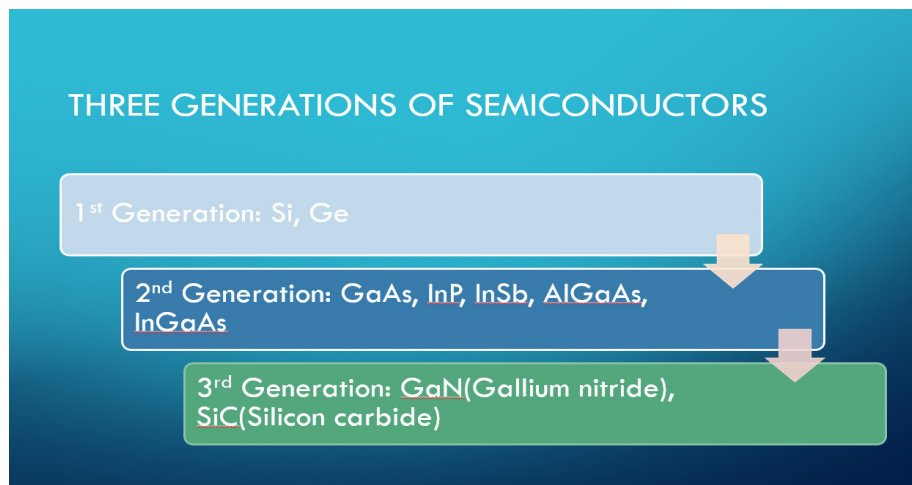 THREE GENERATIONS OF SEMICONDUCTORS
1st Generation: Si, Ge
2nd Generation: GaAs, InP, InSb, AlGaAs,
InGaAs
3rd Generation: GaN(Gallium nitride),
SiC(Silicon carbide)